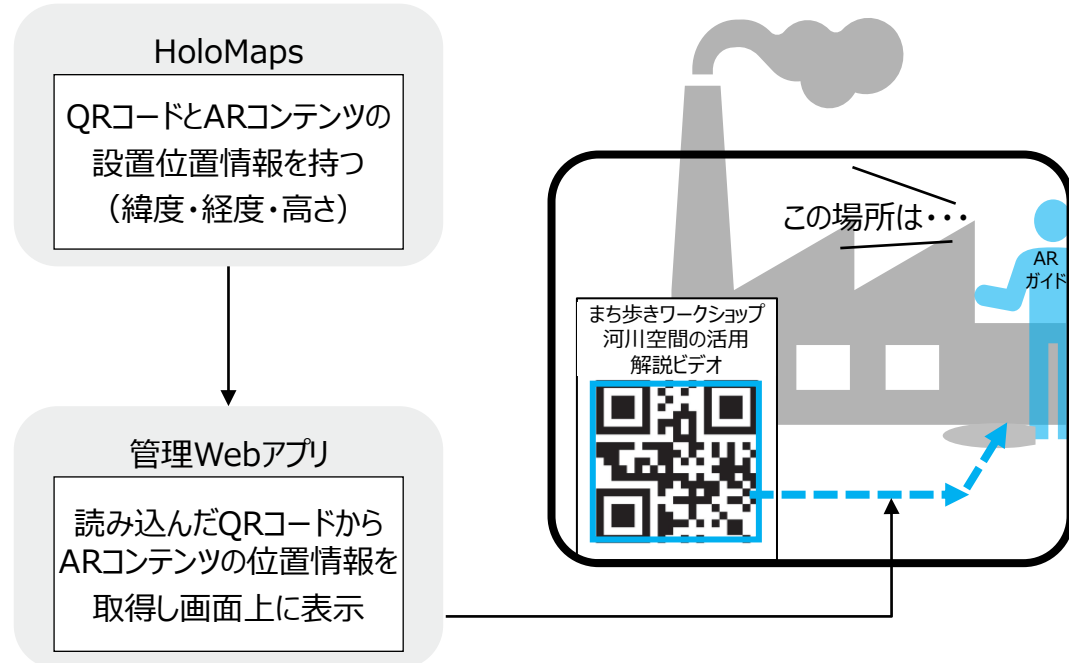 HoloMaps
QRコードとARコンテンツの
設置位置情報を持つ
(緯度・経度・高さ)
管理Webアプリ
読み込んだQRコードから
ARコンテンツの位置情報を
取得し画面上に表示
この場所は・・・
AR
ガイド
まち歩きワークショップ
河川空間の活用
解説ビデオ